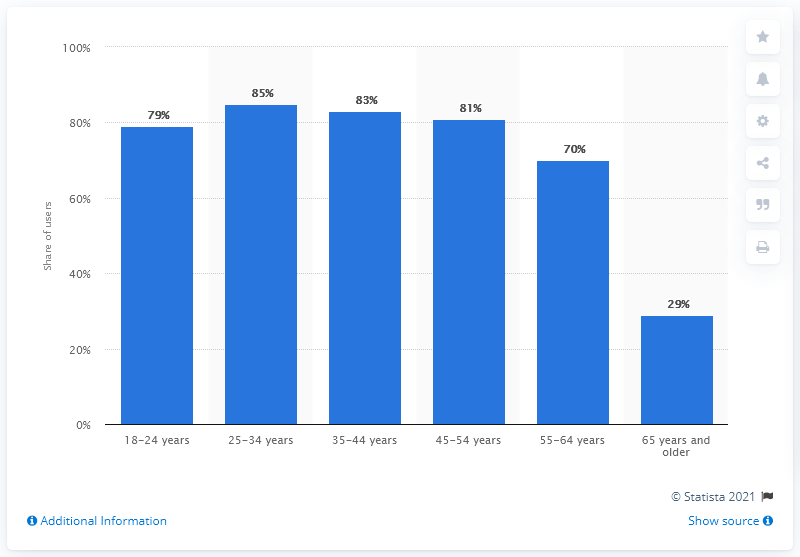 100%
80%
60%
40%
20%
0%
Share of users
79%
85%
83%
81%
70%
29%
18–24 years
25–34 years
35–44 years
45–54 years
55–64 years
65 years and
older
© Statista 2021
Additional Information
Show source